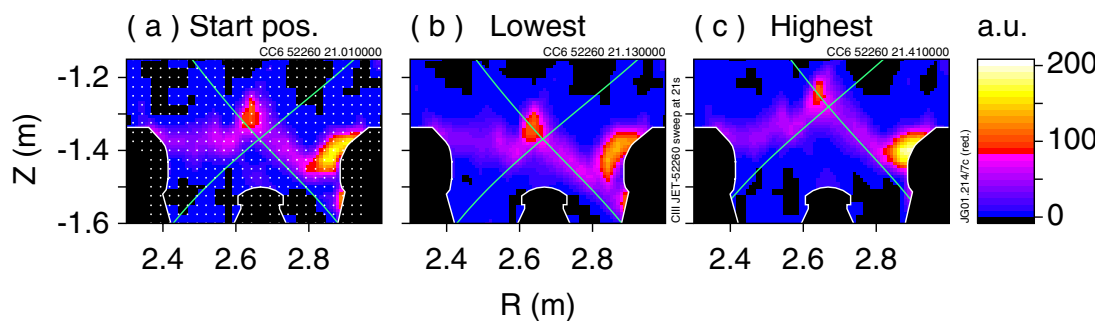 ( a ) Start pos. ( b ) Lowest ( c ) Highest a.u.
CC6 52260 21.010000 CC6 52260 21.130000 CC6 52260 21.410000
-1.2
-1.4
-1.6
Z (m)
CIII JET-52260 sweep at 21s
JG01.214/7c (red.)
200
100
0
2.4 2.6 2.8 2.4 2.6 2.8 2.4 2.6 2.8
R (m)